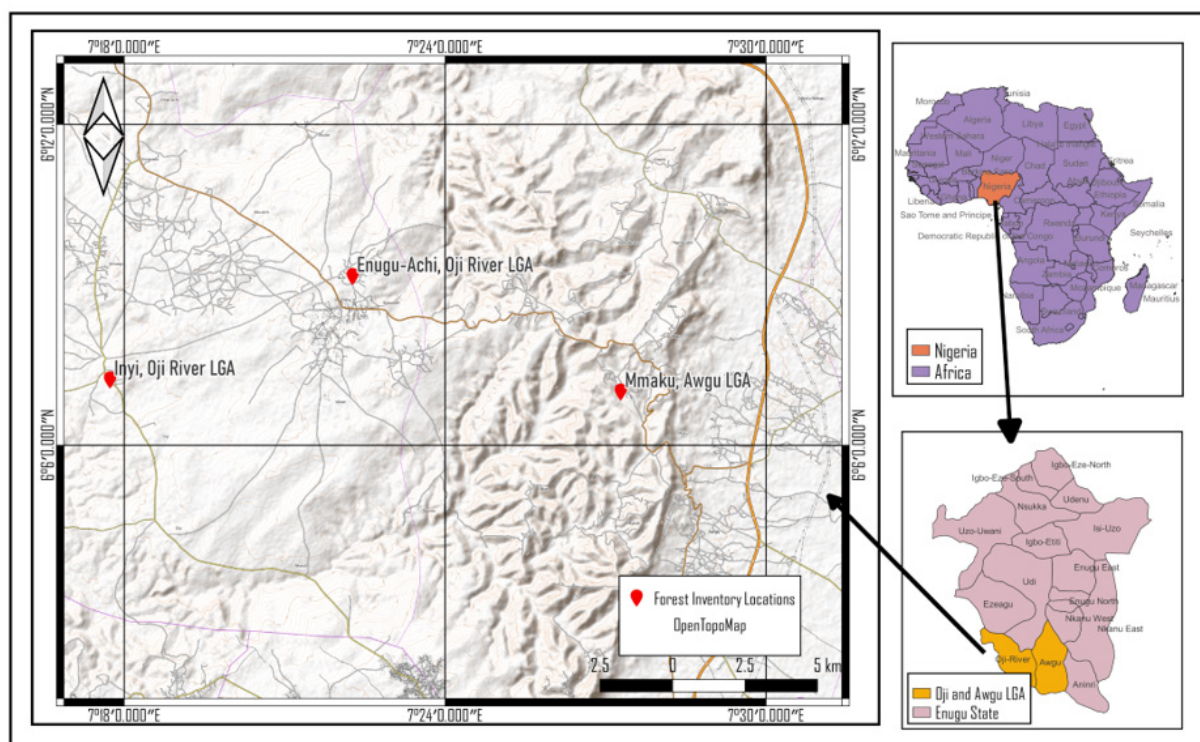 7°18'0.000"E
7°24'0.000"E
7°30'0.000"E
6°12'0.000"N
6°12'0.000"N
Enugu-Achi, Oji River LGA
Inyi, Oji River LGA
Mmaku, Awgu LGA
6°6'0.000"N
6°6'0.000"N
Forest Inventory Locations
OpenTopoMap
2.5 0 2.5 5 km
7°18'0.000"E
7°24'0.000"E
7°30'0.000"E
Tunisia
Morocco
Algeria
Libya
Egypt
Western Sahara
Mauritania
Mali
Niger
Chad
Sudan
Eritrea
Djibouti
Nigeria
Ethiopia
Liberia
Somalia
Sao Tome and Principe
Kenya
Rwanda
Seychelles
Democratic Republic of the Congo
Burundi
Angola
Comoros
Zambia
Mozambique
Madagascar
Mauritius
Namibia
South Africa
Nigeria
Africa
Igbo-Eze-North
Igbo-Eze-South
Udenu
Nsukka
Uzo-Uwani
Isi-Uzo
Igbo-Etiti
Enugu East
Udi
Enugu North
Ezeagu
Nkanu West
Nkanu East
Oji-River
Awgu
Aninri
Oji and Awgu LGA
Enugu State